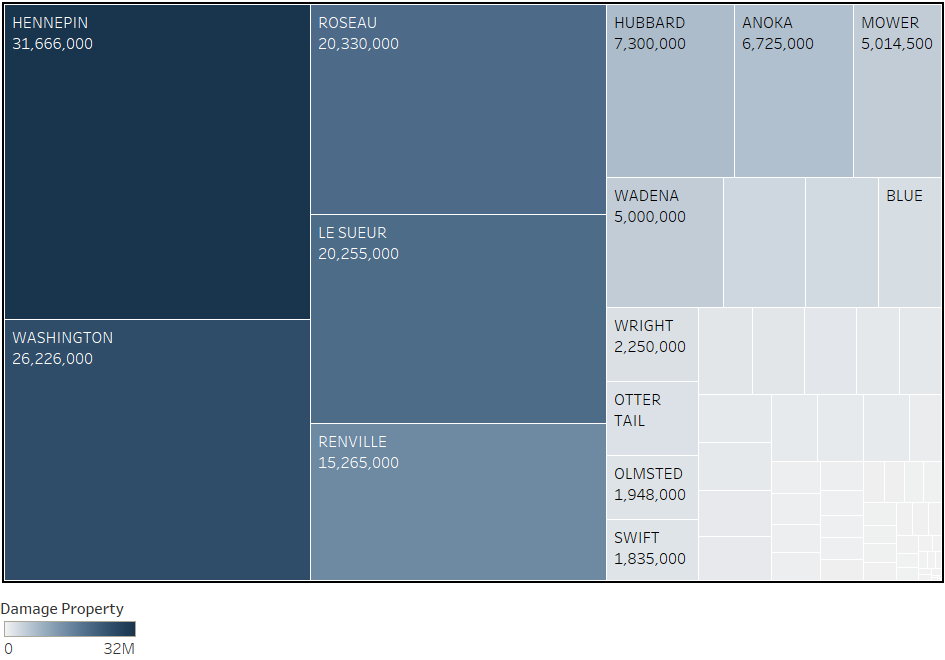 HENNEPIN
31,666,000
WASHINGTON
26,226,000
ROSEAU
20,330,000
LE SUEUR
20,255,000
RENVILLE
15,265,000
HUBBARD
7,300,000
ANOKA
6,725,000
MOWER
5,014,500
WADENA
5,000,000
BLUE
WRIGHT
2,250,000
OTTER
TAIL
OLMSTED
1,948,000
SWIFT
1,835,000
Damage Property
0
32M